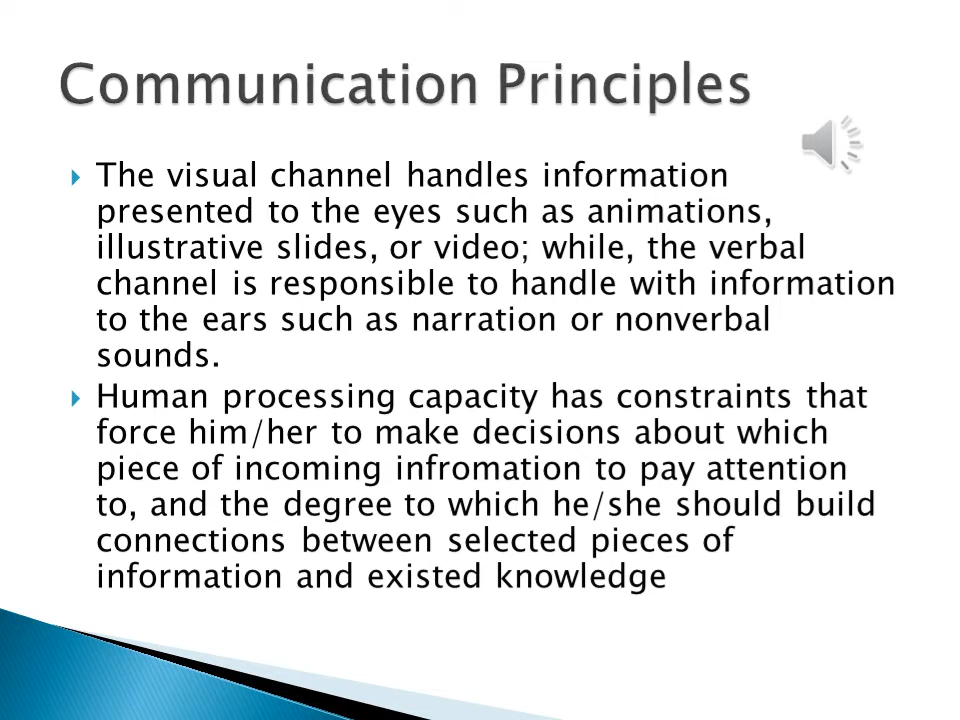 Communication Principles
The visual channel handles information
presented to the eyes such as animations,
illustrative slides, or video; while, the verbal
channel is responsible to handle with information
to the ears such as narration or nonverbal
sounds.
Human processing capacity has constraints that
force him/her to make decisions about which
piece of incoming infromation to pay attention
to, and the degree to which he/she should build
connections between selected pieces of
information and existed knowledge